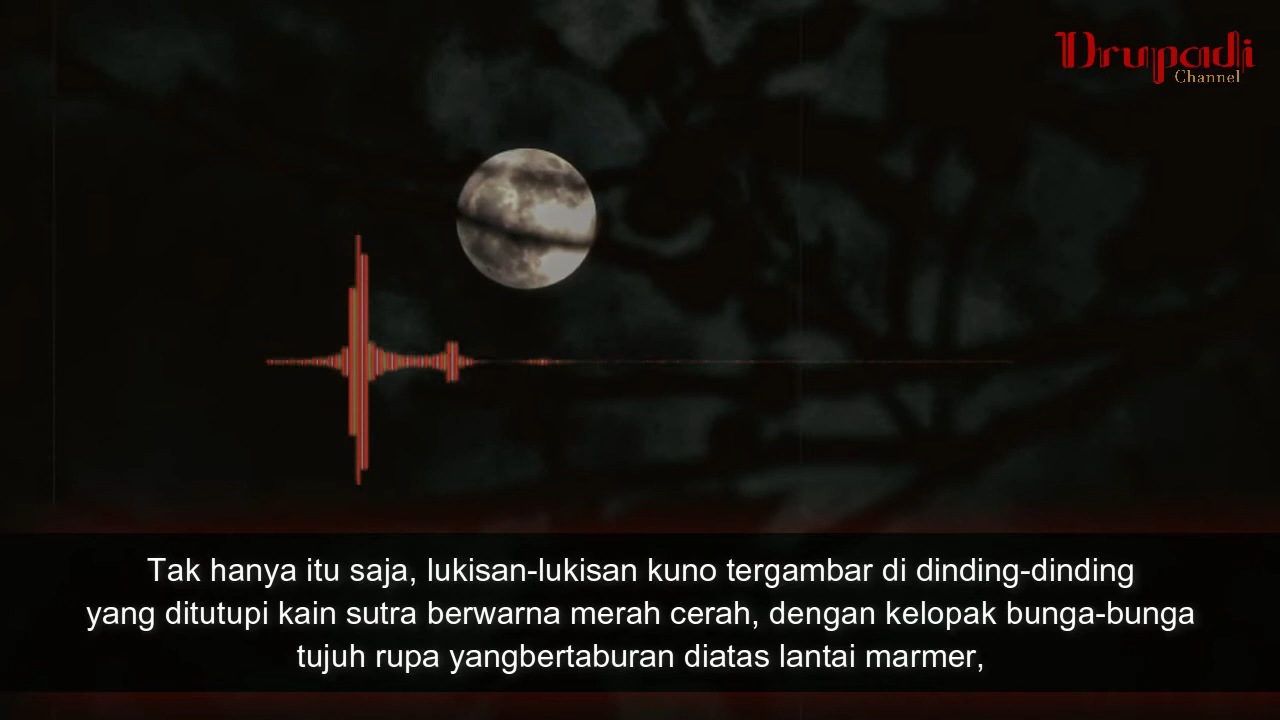 Drupadi
Channel
Tak hanya itu saja, lukisan-lukisan kuno tergambar di dinding-dinding
yang ditutupi kain sutra berwarna merah cerah, dengan kelopak bunga-bunga
tujuh rupa yangbertaburan diatas lantai marmer,